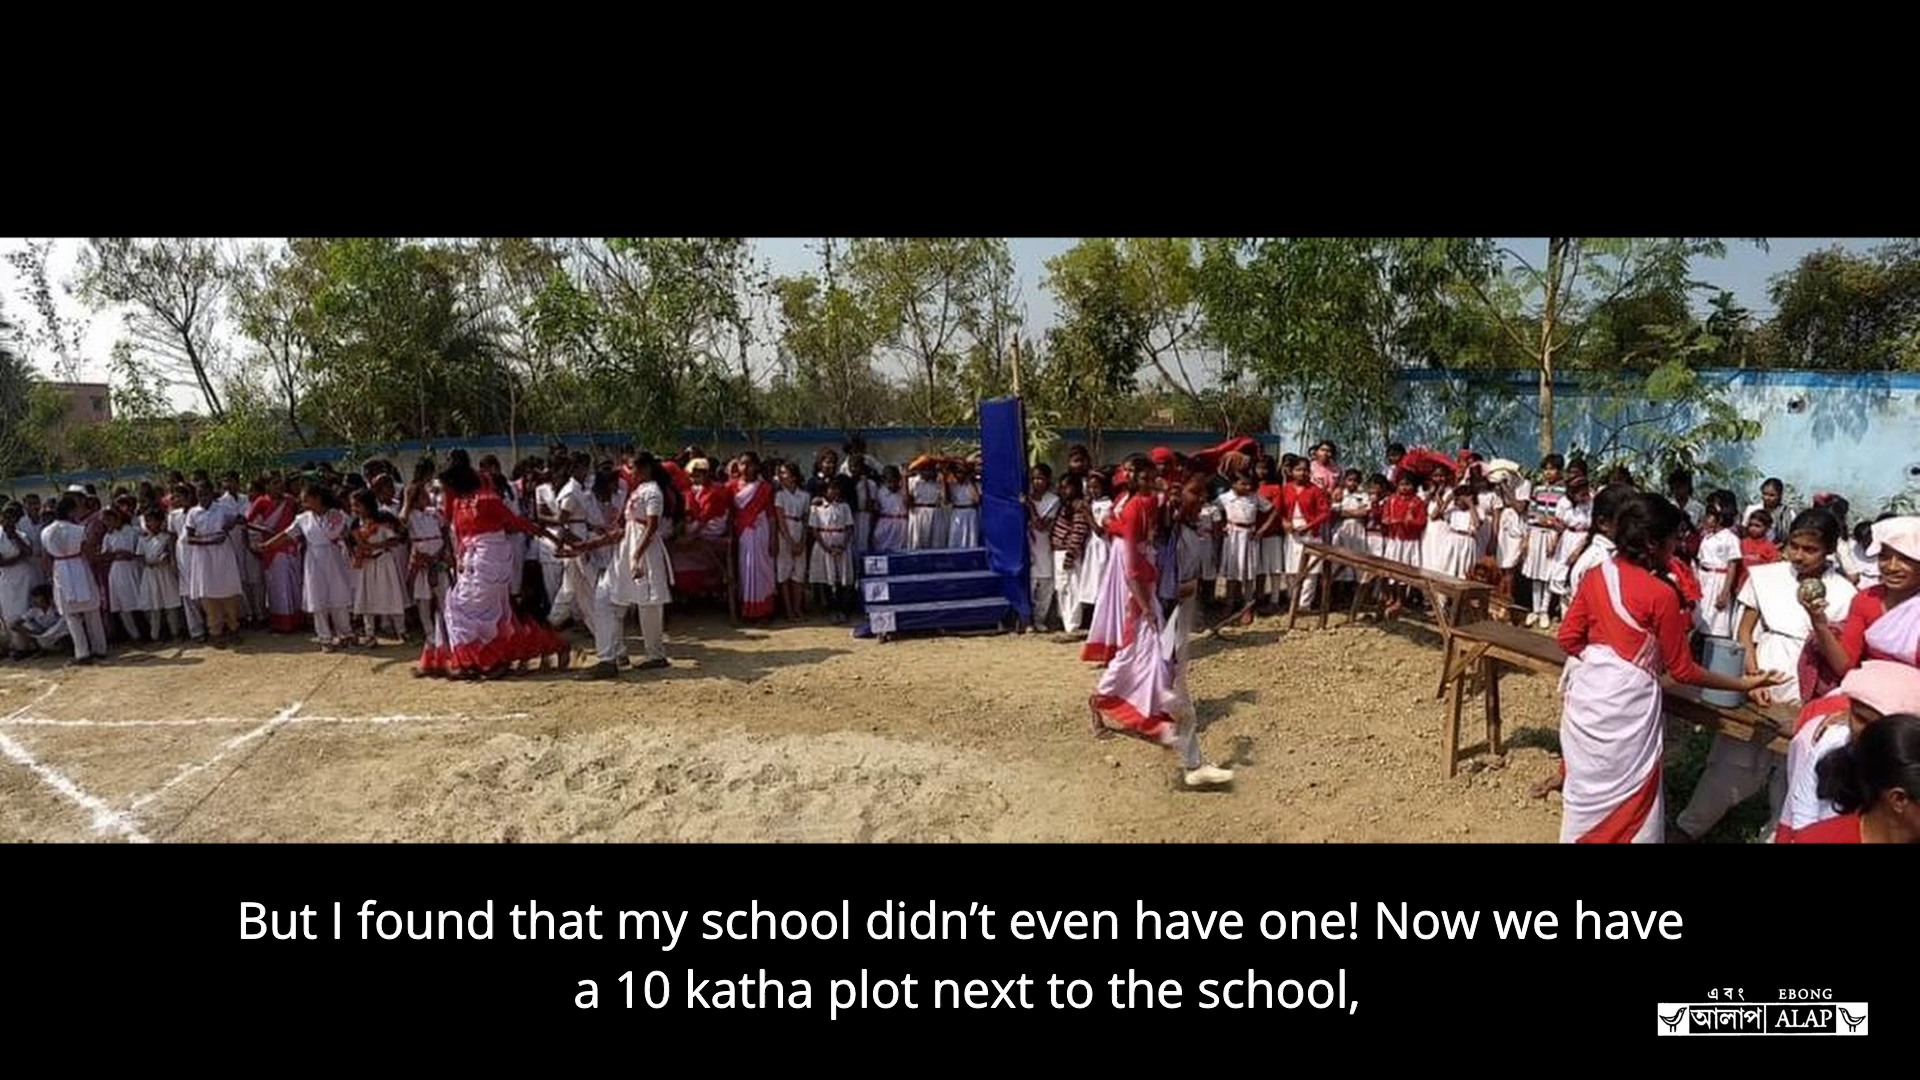 But I found that my school didn’t even have one! Now we have
a 10 katha plot next to the school,
এবং EBONG
আলাপ ALAP